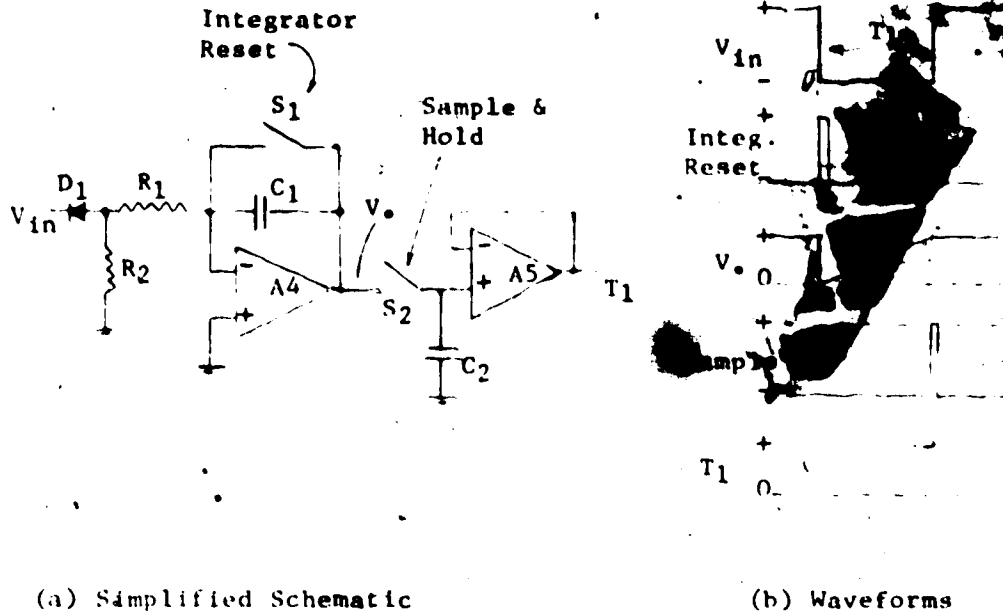 Integrator
Reset
S1
Sample &
Hold
D1
R1
C1
Vin
V•
R2
-
A4
+
S2
-
+
A5
T1
C2
(a) Simplified Schematic
+
T1
Vin
-
+
Integ.
Reset
+
V•
0
+
+
T1
0
(b) Waveforms